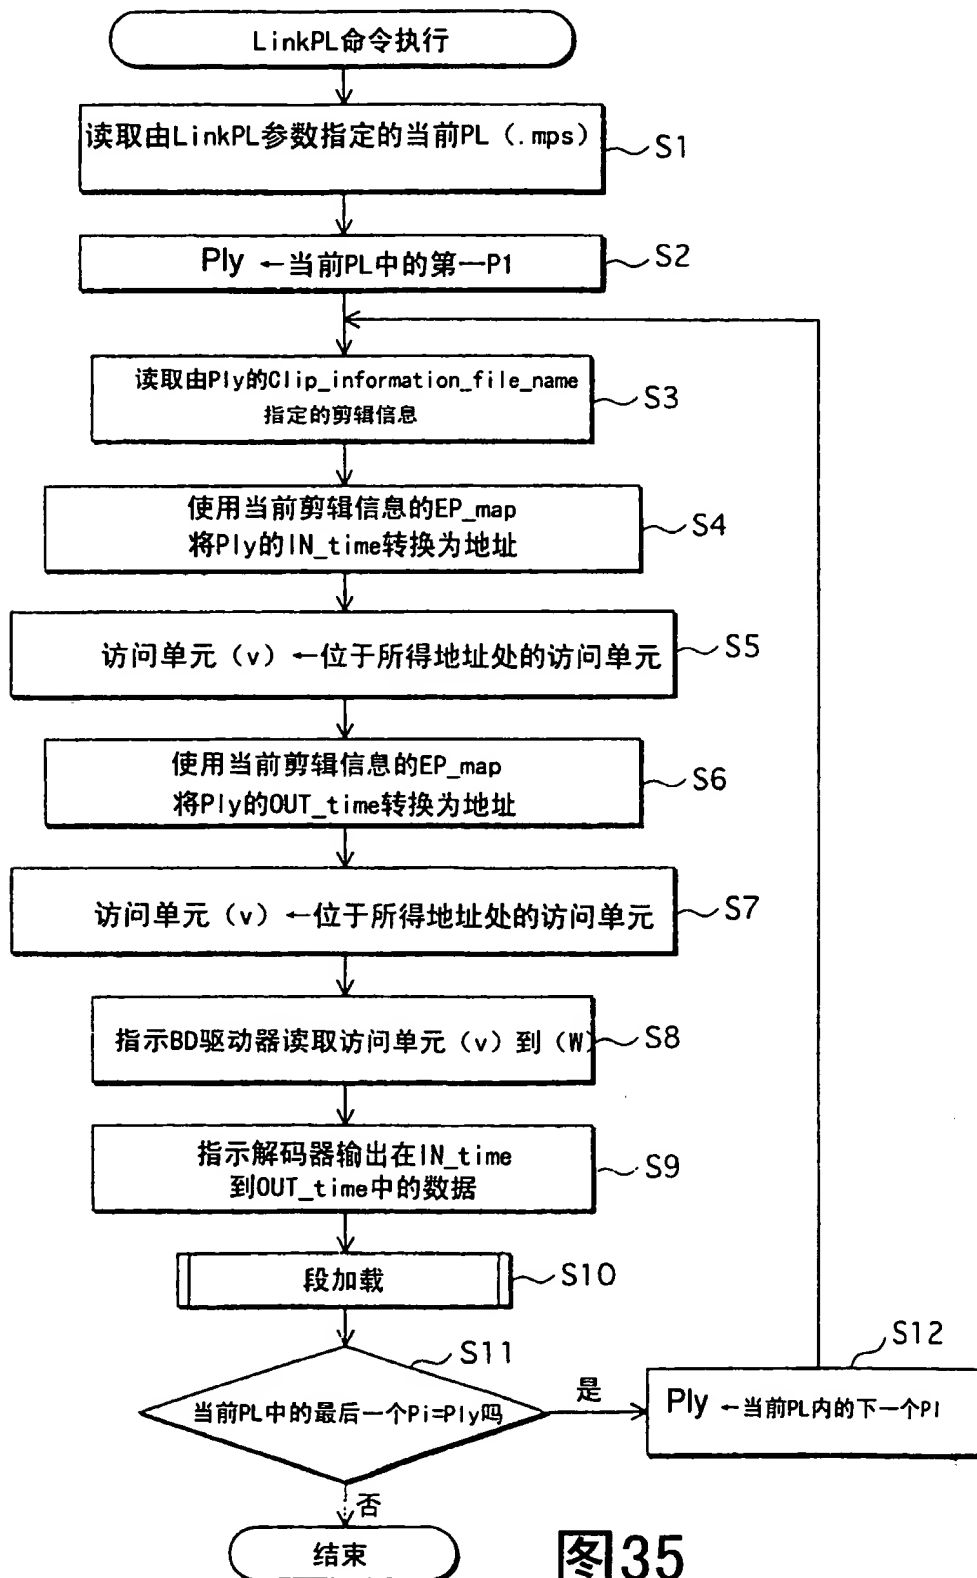 LinkPL命令执行
读取由LinkPL参数指定的当前PL（.mps）
S1
Ply ←当前PL中的第一P1
S2
读取由Ply的Clip_information_file_name
指定的剪辑信息
S3
使用当前剪辑信息的EP_map
将Ply的IN_time转换为地址
S4
访问单元（v）←位于所得地址处的访问单元
S5
使用当前剪辑信息的EP_map
将Ply的OUT_time转换为地址
S6
访问单元（v）←位于所得地址处的访问单元
S7
指示BD驱动器读取访问单元（v）到（W）
S8
指示解码器输出在IN_time
到OUT_time中的数据
S9
段加载
S10
S11
当前PL中的最后一个Pi=Ply吗
是
S12
Ply ←当前PL内的下一个PI
否
结束
图35